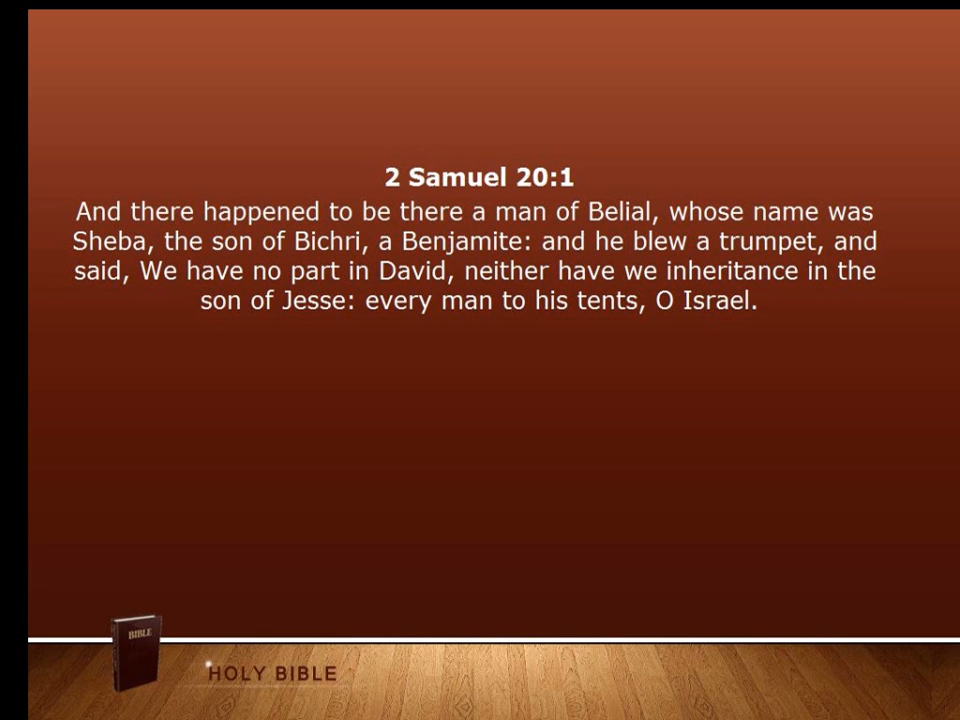 2 Samuel 20:1
And there happened to be there a man of Belial, whose name was
Sheba, the son of Bichri, a Benjamite: and he blew a trumpet, and
said, We have no part in David, neither have we inheritance in the
son of Jesse: every man to his tents, O Israel.
BIBLE
HOLY BIBLE